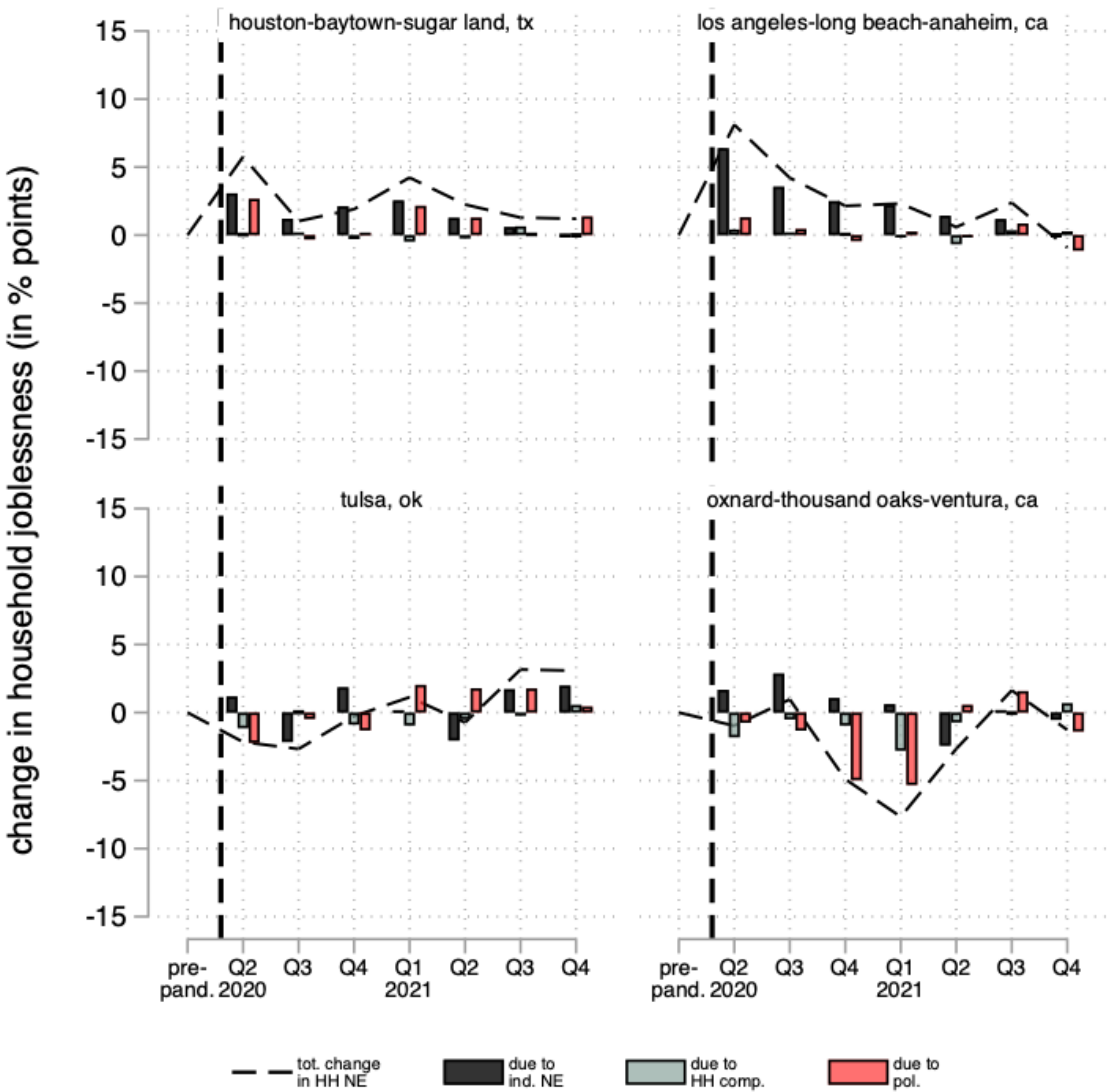 change in household joblessness (in % points)
houston-baytown-sugar land, tx
los angeles-long beach-anaheim, ca
15
10
5
0
-5
-10
-15
tulsa, ok
oxnard-thousand oaks-ventura, ca
15
10
5
0
-5
-10
-15
pre- Q2 Q3 Q4 Q1 Q2 Q3 Q4
pand. 2020 2021
pre- Q2 Q3 Q4 Q1 Q2 Q3 Q4
pand. 2020 2021
tot. change
in HH NE
due to
ind. NE
due to
HH comp.
due to
pol.